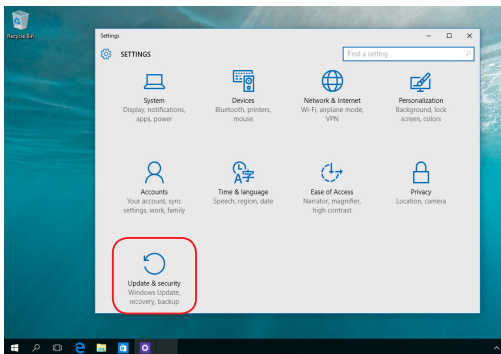 Recycle Bin
Settings
SETTINGS
Find a setting
System
Display, notifications,
apps, power
Devices
Bluetooth, printers,
mouse
Network & Internet
Wi-Fi, airplane mode,
VPN
Personalization
Background, lock
screen, colors
Accounts
Your account, sync
settings, work, family
Time & language
Speech, region, date
Ease of Access
Narrator, magnifier,
high contrast
Privacy
Location, camera
Update & security
Windows Update,
recovery, backup